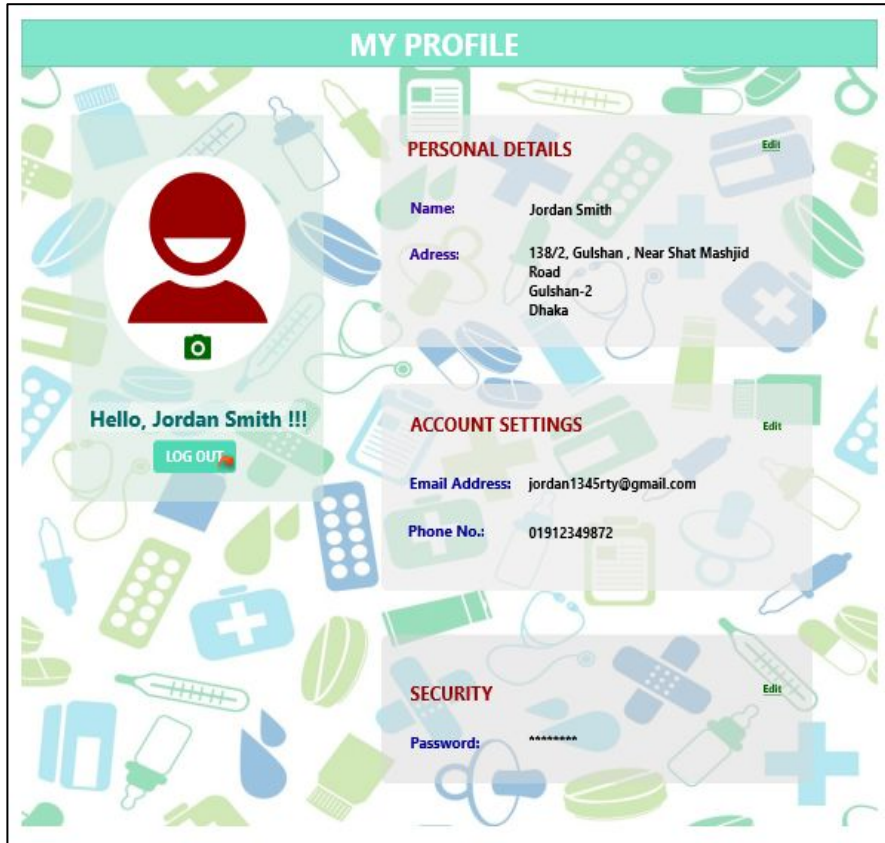 MY PROFILE
Hello, Jordan Smith !!!
LOG OUT
PERSONAL DETAILS
Edit
Name:
Jordan Smith
Adress:
138/2, Gulshan , Near Shat Mashjid
Road
Gulshan-2
Dhaka
ACCOUNT SETTINGS
Edit
Email Address:
jordan1345rty@gmail.com
Phone No.:
01912349872
SECURITY
Edit
Password:
********